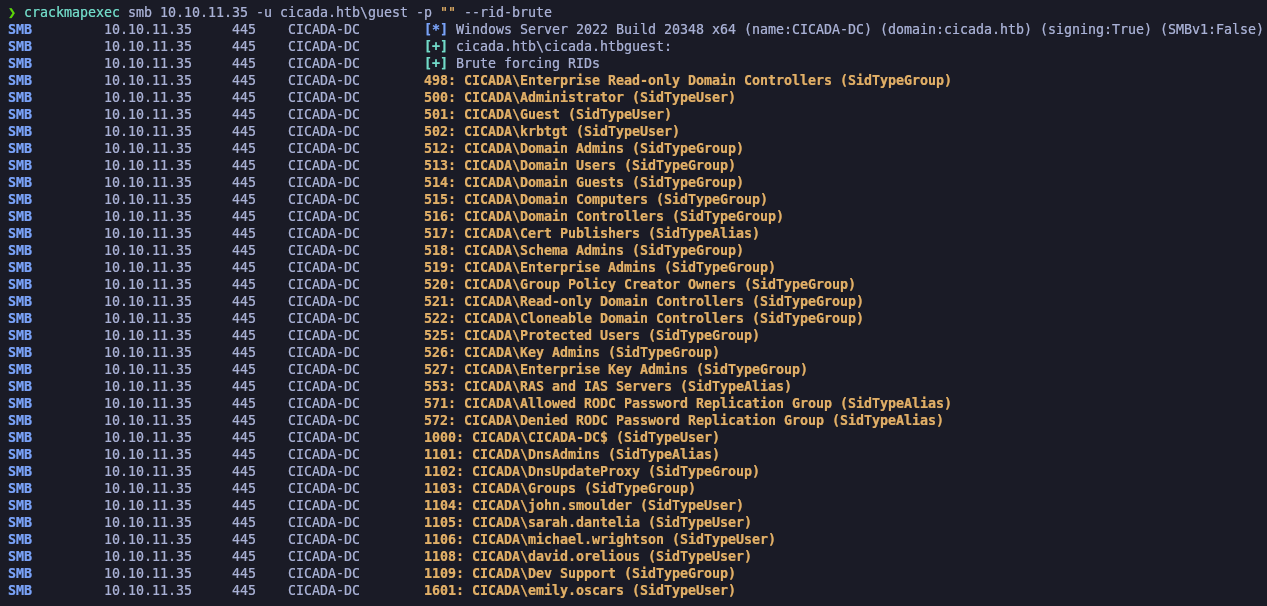 ❯ crackmapexec smb 10.10.11.35 -u cicada.htb\guest -p "" --rid-brute
SMB 10.10.11.35 445 CICADA-DC [*] Windows Server 2022 Build 20348 x64 (name:CICADA-DC) (domain:cicada.htb) (signing:True) (SMBv1:False)
SMB 10.10.11.35 445 CICADA-DC [+] cicada.htb\cicada.htbguest:
SMB 10.10.11.35 445 CICADA-DC [+] Brute forcing RIDs
SMB 10.10.11.35 445 CICADA-DC 498: CICADA\Enterprise Read-only Domain Controllers (SidTypeGroup)
SMB 10.10.11.35 445 CICADA-DC 500: CICADA\Administrator (SidTypeUser)
SMB 10.10.11.35 445 CICADA-DC 501: CICADA\Guest (SidTypeUser)
SMB 10.10.11.35 445 CICADA-DC 502: CICADA\krbtgt (SidTypeUser)
SMB 10.10.11.35 445 CICADA-DC 512: CICADA\Domain Admins (SidTypeGroup)
SMB 10.10.11.35 445 CICADA-DC 513: CICADA\Domain Users (SidTypeGroup)
SMB 10.10.11.35 445 CICADA-DC 514: CICADA\Domain Guests (SidTypeGroup)
SMB 10.10.11.35 445 CICADA-DC 515: CICADA\Domain Computers (SidTypeGroup)
SMB 10.10.11.35 445 CICADA-DC 516: CICADA\Domain Controllers (SidTypeGroup)
SMB 10.10.11.35 445 CICADA-DC 517: CICADA\Cert Publishers (SidTypeAlias)
SMB 10.10.11.35 445 CICADA-DC 518: CICADA\Schema Admins (SidTypeGroup)
SMB 10.10.11.35 445 CICADA-DC 519: CICADA\Enterprise Admins (SidTypeGroup)
SMB 10.10.11.35 445 CICADA-DC 520: CICADA\Group Policy Creator Owners (SidTypeGroup)
SMB 10.10.11.35 445 CICADA-DC 521: CICADA\Read-only Domain Controllers (SidTypeGroup)
SMB 10.10.11.35 445 CICADA-DC 522: CICADA\Cloneable Domain Controllers (SidTypeGroup)
SMB 10.10.11.35 445 CICADA-DC 525: CICADA\Protected Users (SidTypeGroup)
SMB 10.10.11.35 445 CICADA-DC 526: CICADA\Key Admins (SidTypeGroup)
SMB 10.10.11.35 445 CICADA-DC 527: CICADA\Enterprise Key Admins (SidTypeGroup)
SMB 10.10.11.35 445 CICADA-DC 553: CICADA\RAS and IAS Servers (SidTypeAlias)
SMB 10.10.11.35 445 CICADA-DC 571: CICADA\Allowed RODC Password Replication Group (SidTypeAlias)
SMB 10.10.11.35 445 CICADA-DC 572: CICADA\Denied RODC Password Replication Group (SidTypeAlias)
SMB 10.10.11.35 445 CICADA-DC 1000: CICADA\CICADA-DC$ (SidTypeUser)
SMB 10.10.11.35 445 CICADA-DC 1101: CICADA\DnsAdmins (SidTypeAlias)
SMB 10.10.11.35 445 CICADA-DC 1102: CICADA\DnsUpdateProxy (SidTypeGroup)
SMB 10.10.11.35 445 CICADA-DC 1103: CICADA\Groups (SidTypeGroup)
SMB 10.10.11.35 445 CICADA-DC 1104: CICADA\john.smoulder (SidTypeUser)
SMB 10.10.11.35 445 CICADA-DC 1105: CICADA\sarah.dantelia (SidTypeUser)
SMB 10.10.11.35 445 CICADA-DC 1106: CICADA\michael.wrightson (SidTypeUser)
SMB 10.10.11.35 445 CICADA-DC 1108: CICADA\david.orelious (SidTypeUser)
SMB 10.10.11.35 445 CICADA-DC 1109: CICADA\Dev Support (SidTypeGroup)
SMB 10.10.11.35 445 CICADA-DC 1601: CICADA\emily.oscars (SidTypeUser)